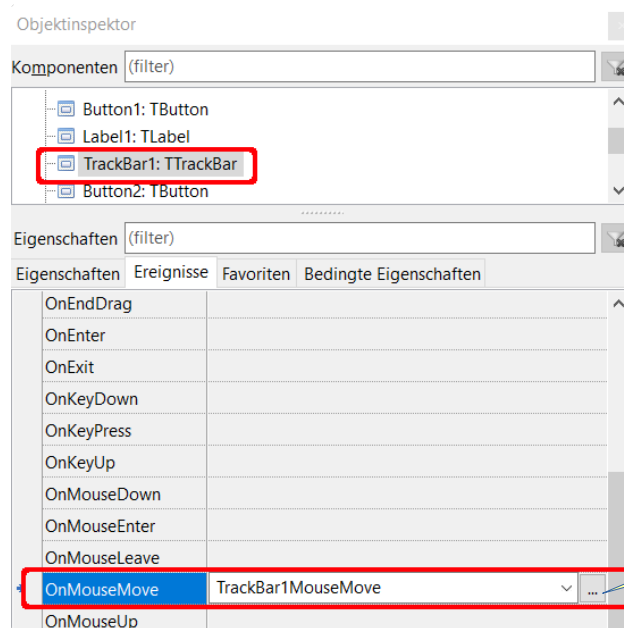 Objektinspektor
Komponenten (filter)
Button1: TButton
Label1: TLabel
TrackBar1: TTrackBar
Button2: TButton
Eigenschaften (filter)
Eigenschaften Ereignisse Favoriten Bedingte Eigenschaften
OnEndDrag
OnEnter
OnExit
OnKeyDown
OnKeyPress
OnKeyUp
OnMouseDown
OnMouseEnter
OnMouseLeave
OnMouseMove TrackBar1MouseMove ...
OnMouseUp